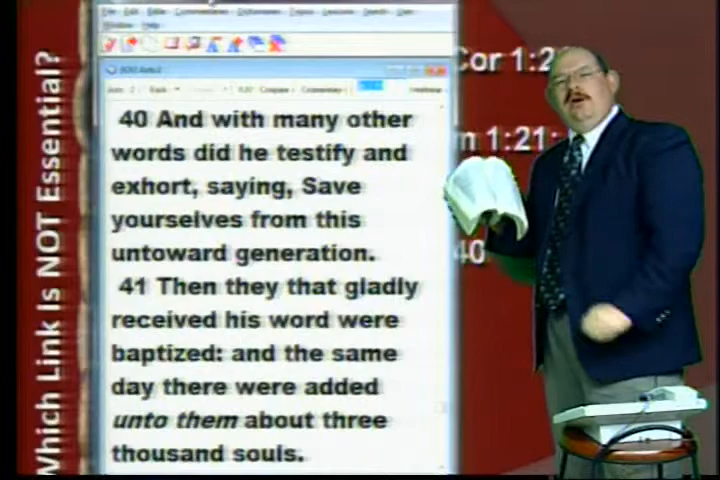 Which Link Is NOT Essential?
Cor 1:2
1:21
40
40 And with many other
words did he testify and
exhort, saying, Save
yourselves from this
untoward generation.
41 Then they that gladly
received his word were
baptized: and the same
day there were added
unto them about three
thousand souls.